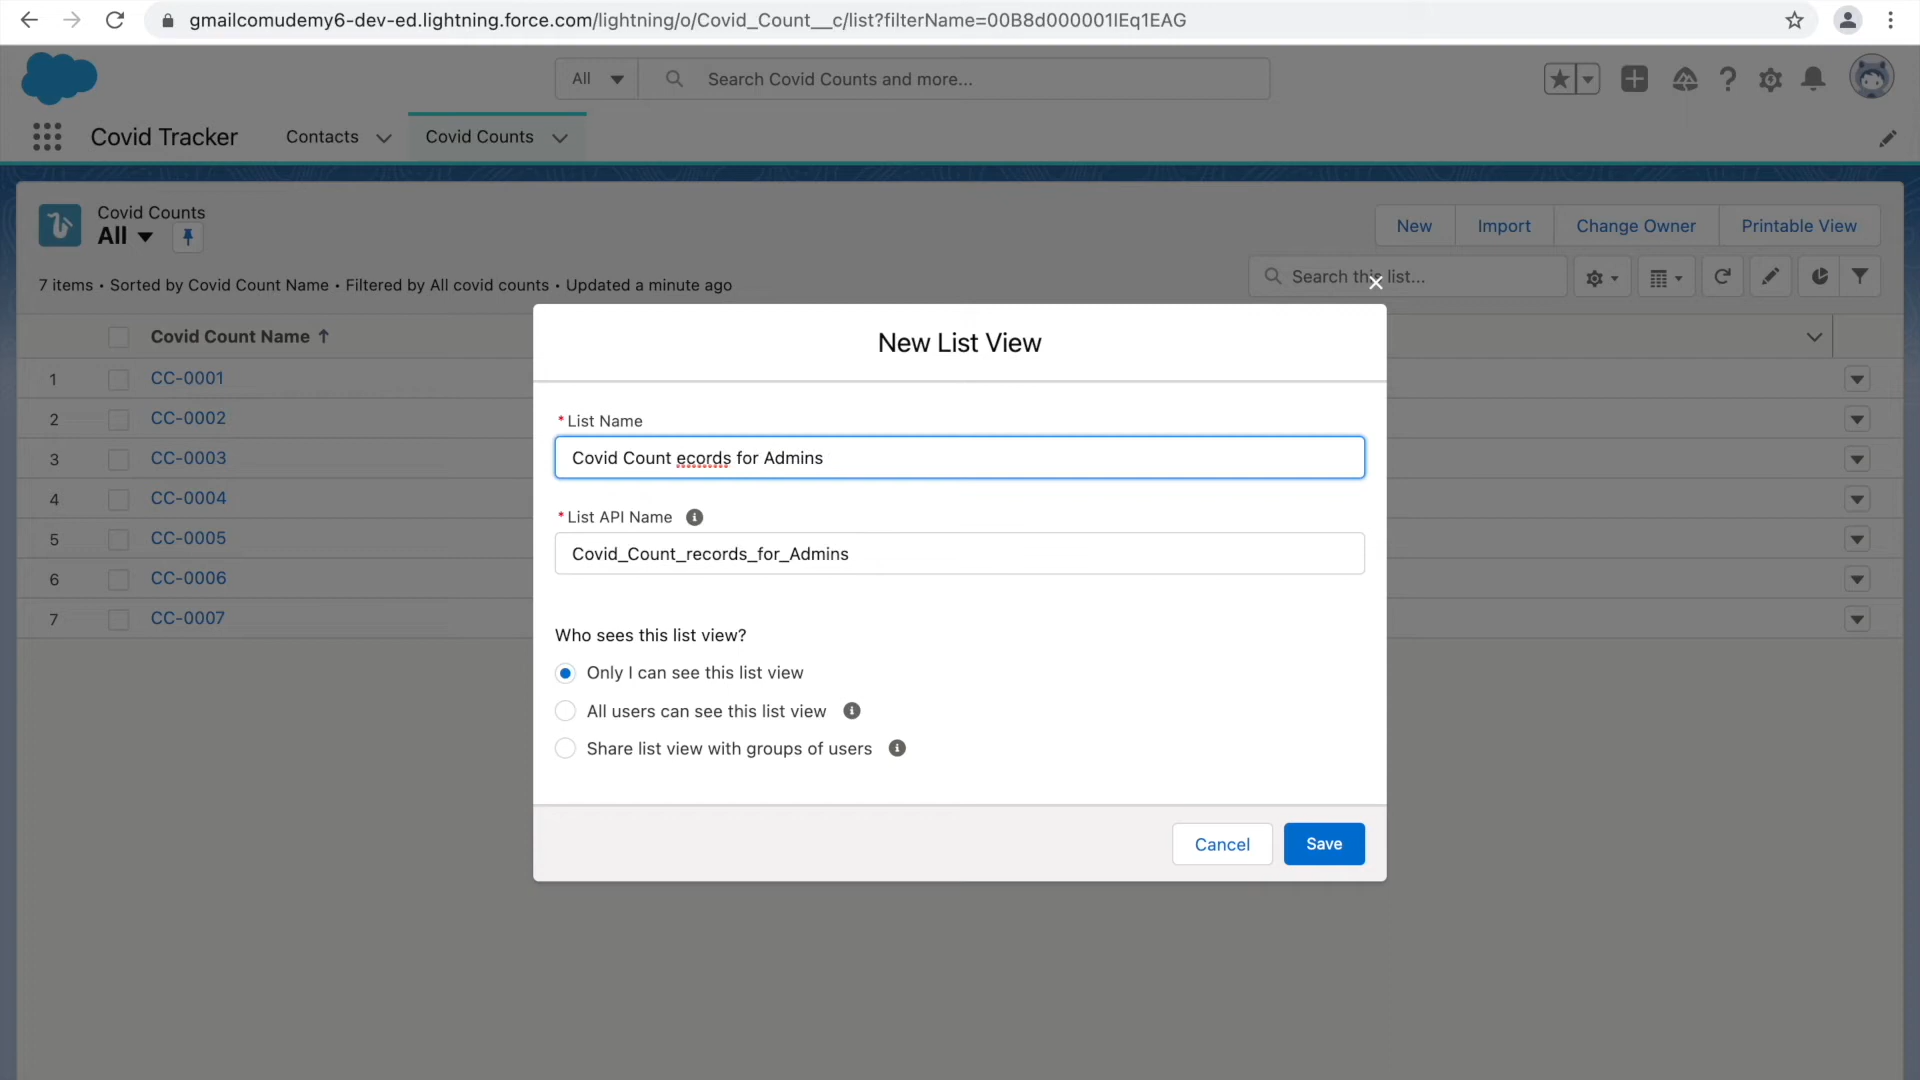 gmailcomudemy6-dev-ed.lightning.force.com/lightning/o/Covid_Count__c/list?filterName=00B8d000001IEq1EAG
All
Search Covid Counts and more...
Covid Tracker
Contacts
Covid Counts
Covid Counts
All
New
Import
Change Owner
Printable View
7 items • Sorted by Covid Count Name • Filtered by All covid counts • Updated a minute ago
Search this list...
Covid Count Name
1 CC-0001
2 CC-0002
3 CC-0003
4 CC-0004
5 CC-0005
6 CC-0006
7 CC-0007
New List View
* List Name
Covid Count ecords for Admins
* List API Name
Covid_Count_records_for_Admins
Who sees this list view?
Only I can see this list view
All users can see this list view
Share list view with groups of users
Cancel
Save